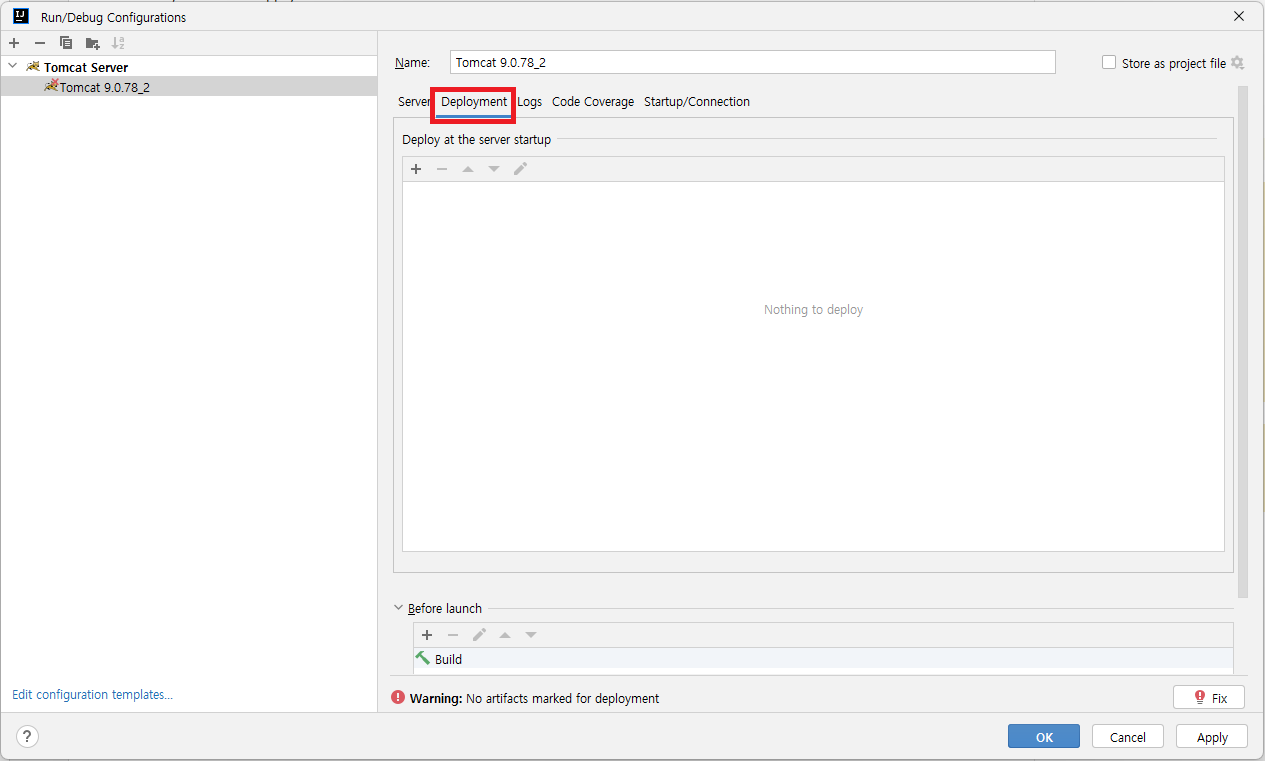 Run/Debug Configurations
Tomcat Server
Tomcat 9.0.78_2
Name: Tomcat 9.0.78_2 Store as project file
Server Deployment Logs Code Coverage Startup/Connection
Deploy at the server startup
Nothing to deploy
Before launch
Build
Edit configuration templates...
Warning: No artifacts marked for deployment Fix
? OK Cancel Apply